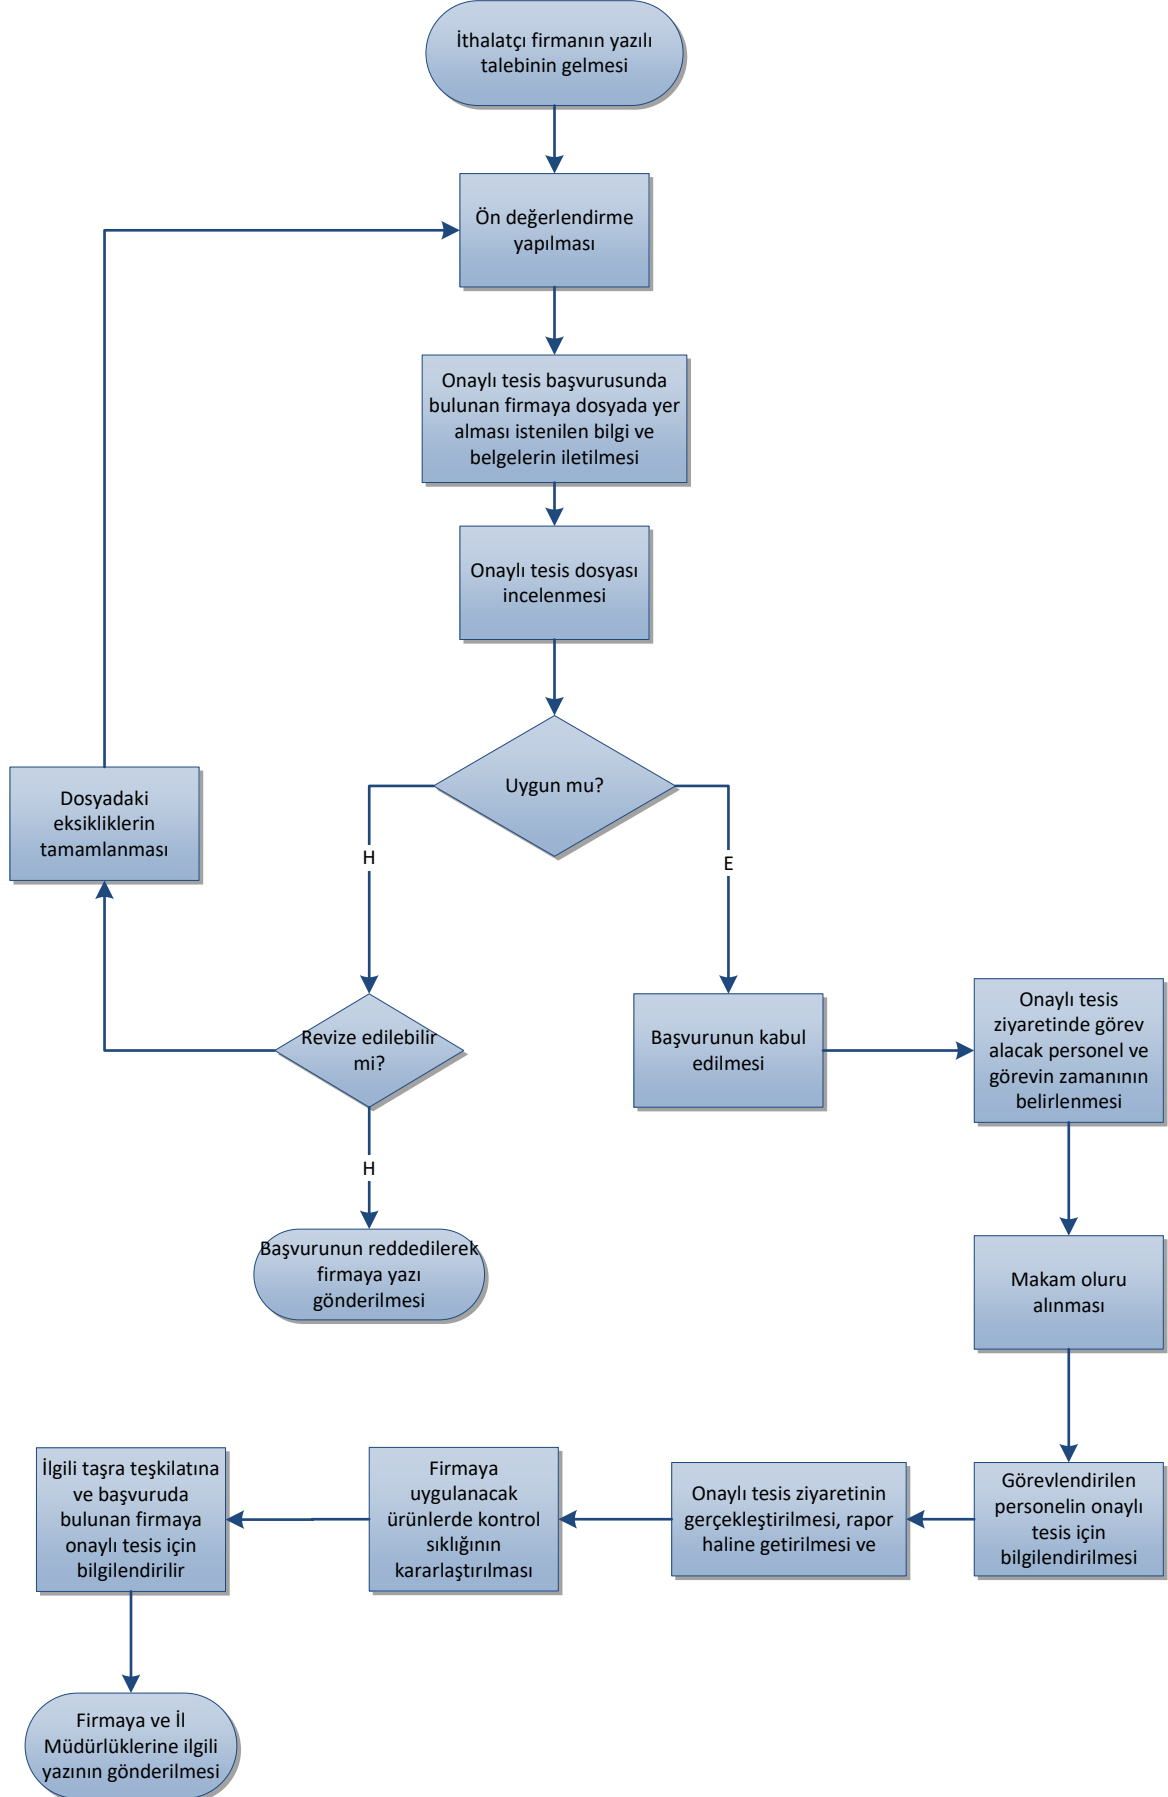 İthalatçı firmanın yazılı
talebinin gelmesi
Ön değerlendirme
yapılması
Onaylı tesis başvurusunda
bulunan firmaya dosyada yer
alması istenilen bilgi ve
belgelerin iletilmesi
Onaylı tesis dosyası
incelenmesi
Uygun mu?
Dosyadaki
eksikliklerin
tamamlanması
H
E
Revize edilebilir
mi?
Başvurunun kabul
edilmesi
Onaylı tesis
ziyaretinde görev
alacak personel ve
görevin zamanının
belirlenmesi
H
Başvurunun reddedilerek
firmaya yazı
gönderilmesi
Makam oluru
alınması
Görevlendirilen
personelin onaylı
tesis için
bilgilendirilmesi
Onaylı tesis ziyaretinin
gerçekleştirilmesi, rapor
haline getirilmesi ve
Firmaya
uygulanacak
ürünlerde kontrol
sıklığının
kararlaştırılması
İlgili taşra teşkilatına
ve başvuruda
bulunan firmaya
onaylı tesis için
bilgilendirilir
Firmaya ve İl
Müdürlüklerine ilgili
yazının gönderilmesi